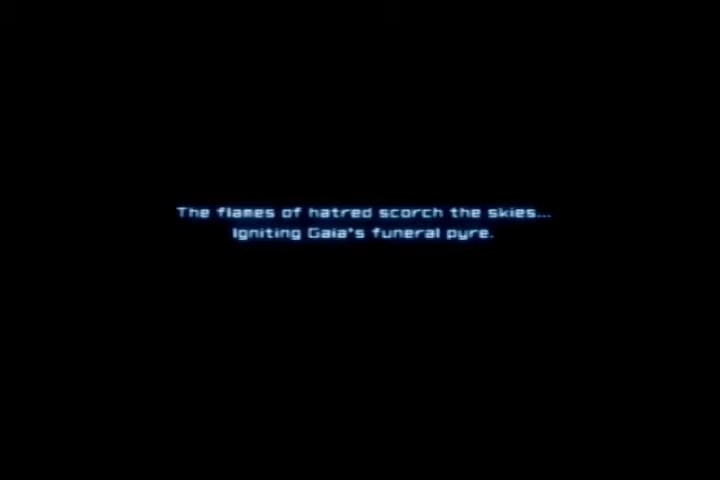 The flames of hatred scorch the skies...
Igniting Gaia's funeral pyre.